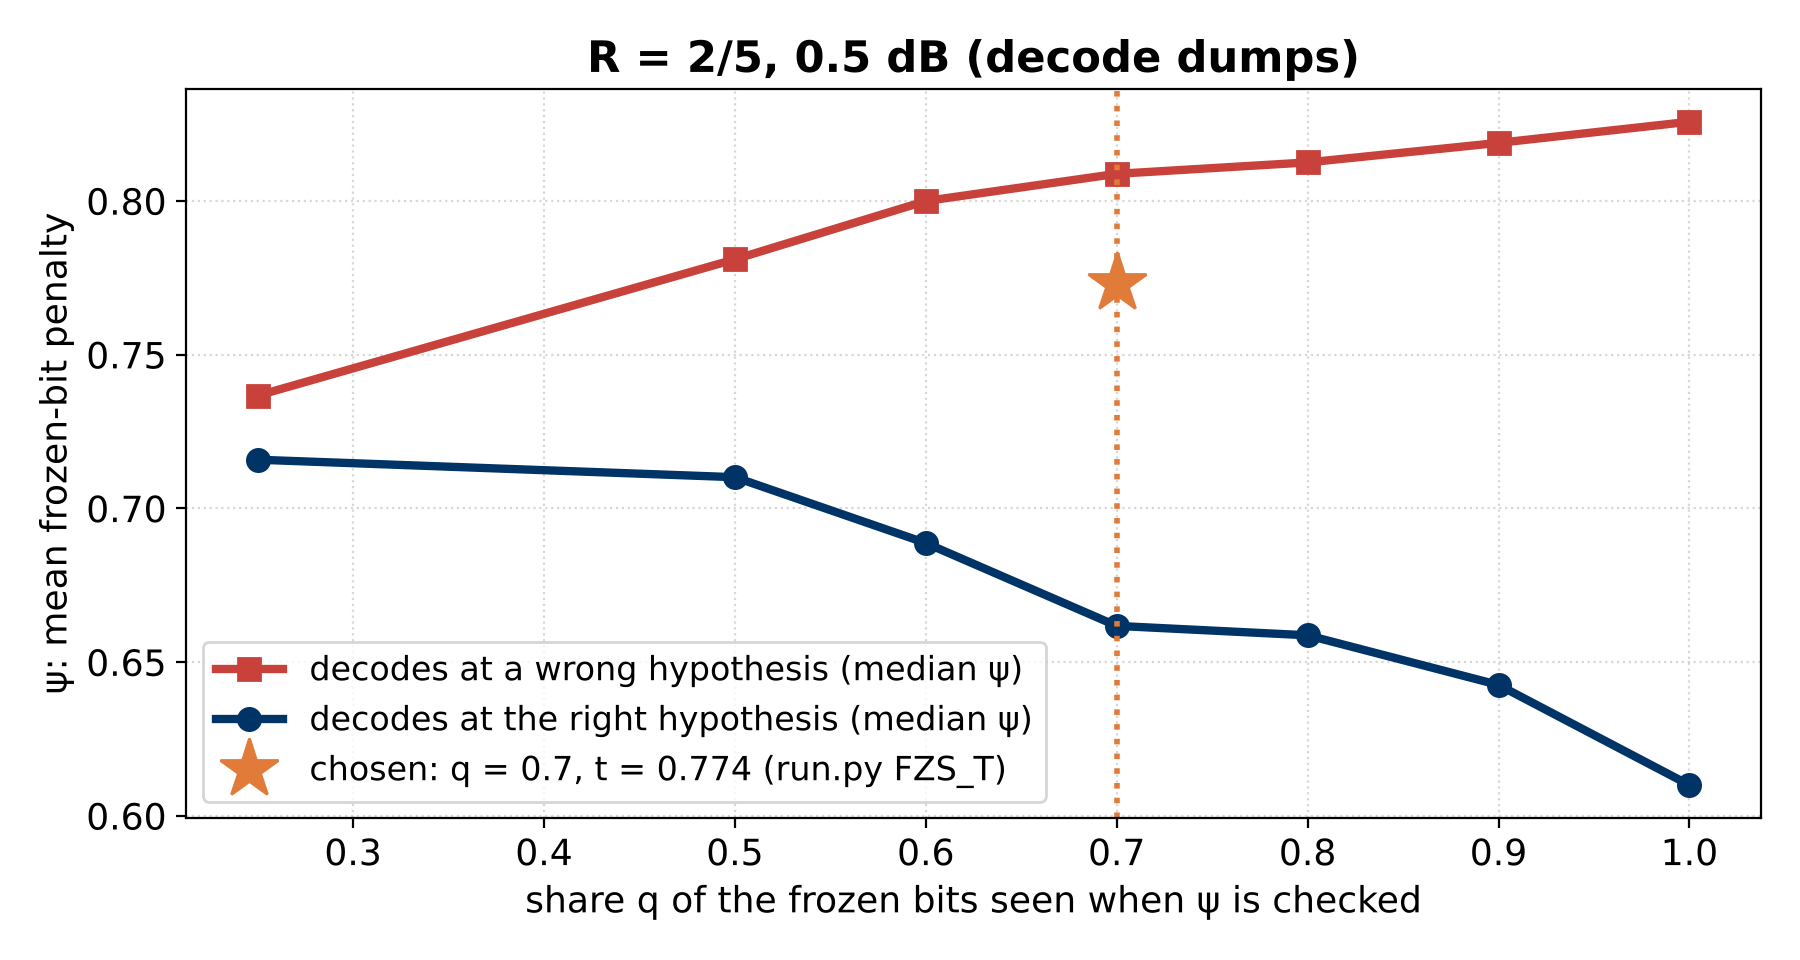 R = 2/5, 0.5 dB (decode dumps)
ψ: mean frozen-bit penalty
0.80
0.75
0.70
0.65
0.60
decodes at a wrong hypothesis (median ψ)
decodes at the right hypothesis (median ψ)
chosen: q = 0.7, t = 0.774 (run.py FZS_T)
0.3 0.4 0.5 0.6 0.7 0.8 0.9 1.0
share q of the frozen bits seen when ψ is checked